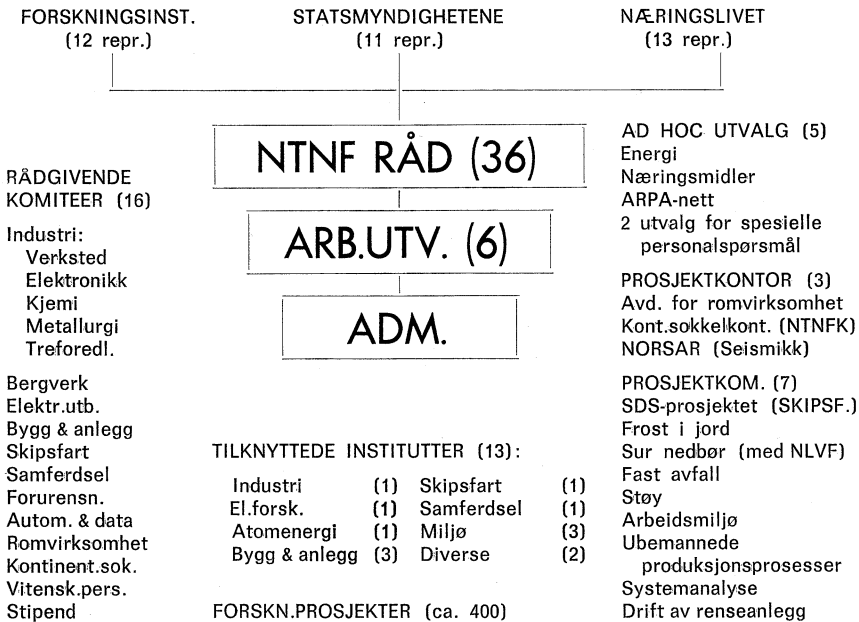 FORSKNINGSINST.
(12 repr.)
STATSMYNDIGHETENE
(11 repr.)
NÆRINGSLIVET
(13 repr.)
NTNF RÅD (36)
ARB.UTV. (6)
ADM.
RÅDGIVENDE
KOMITEER (16)
Industri:
Verksted
Elektronikk
Kjemi
Metallurgi
Treforedl.
Bergverk
Elektr.utb.
Bygg & anlegg
Skipsfart
Samferdsel
Forurensn.
Autom. & data
Romvirksomhet
Kontinent.sok.
Vitensk.pers.
Stipend
TILKNYTTEDE INSTITUTTER (13):
Industri (1) Skipsfart (1)
El.forsk. (1) Samferdsel (1)
Atomenergi (1) Miljø (3)
Bygg & anlegg (3) Diverse (2)
FORSKN.PROSJEKTER (ca. 400)
AD HOC UTVALG (5)
Energi
Næringsmidler
ARPA-nett
2 utvalg for spesielle
personalspørsmål
PROSJEKTKONTOR (3)
Avd. for romvirksomhet
Kont.sokkelkont. (NTNFK)
NORSAR (Seismikk)
PROSJEKTKOM. (7)
SDS-prosjektet (SKIPSF.)
Frost i jord
Sur nedbør (med NLVF)
Fast avfall
Støy
Arbeidsmiljø
Ubemannede
produksjonsprosesser
Systemanalyse
Drift av renseanlegg